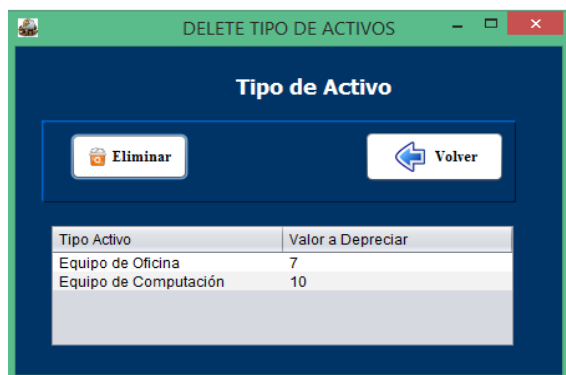 DELETE TIPO DE ACTIVOS
Tipo de Activo
Eliminar Volver
Tipo Activo Valor a Depreciar
Equipo de Oficina 7
Equipo de Computación 10